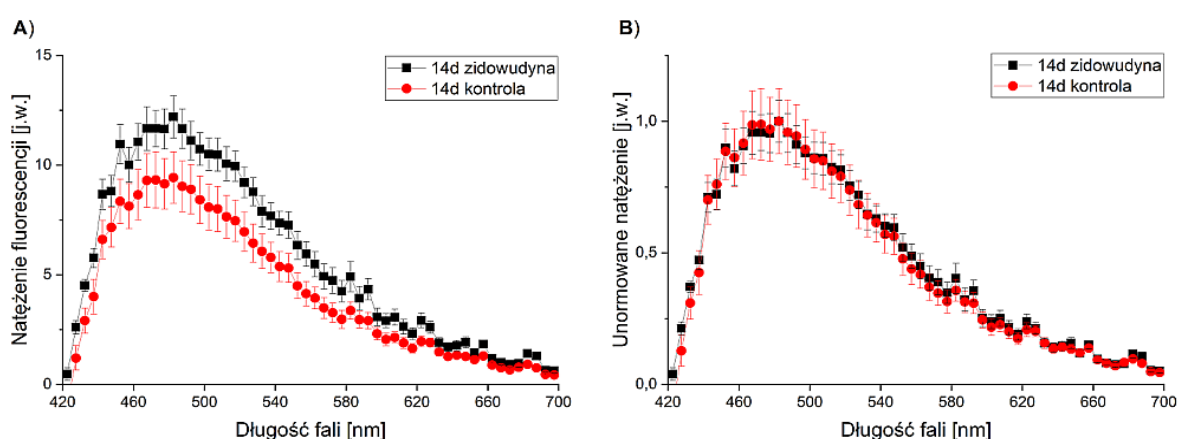 A)
Natężenie fluorescencji [j.w.]
15
10
5
0
420 460 500 540 580 620 660 700
Długość fali [nm]
14d zidowudyna
14d kontrola
B)
Unormowane natężenie [j.w.]
1,0
0,5
0,0
420 460 500 540 580 620 660 700
Długość fali [nm]
14d zidowudyna
14d kontrola